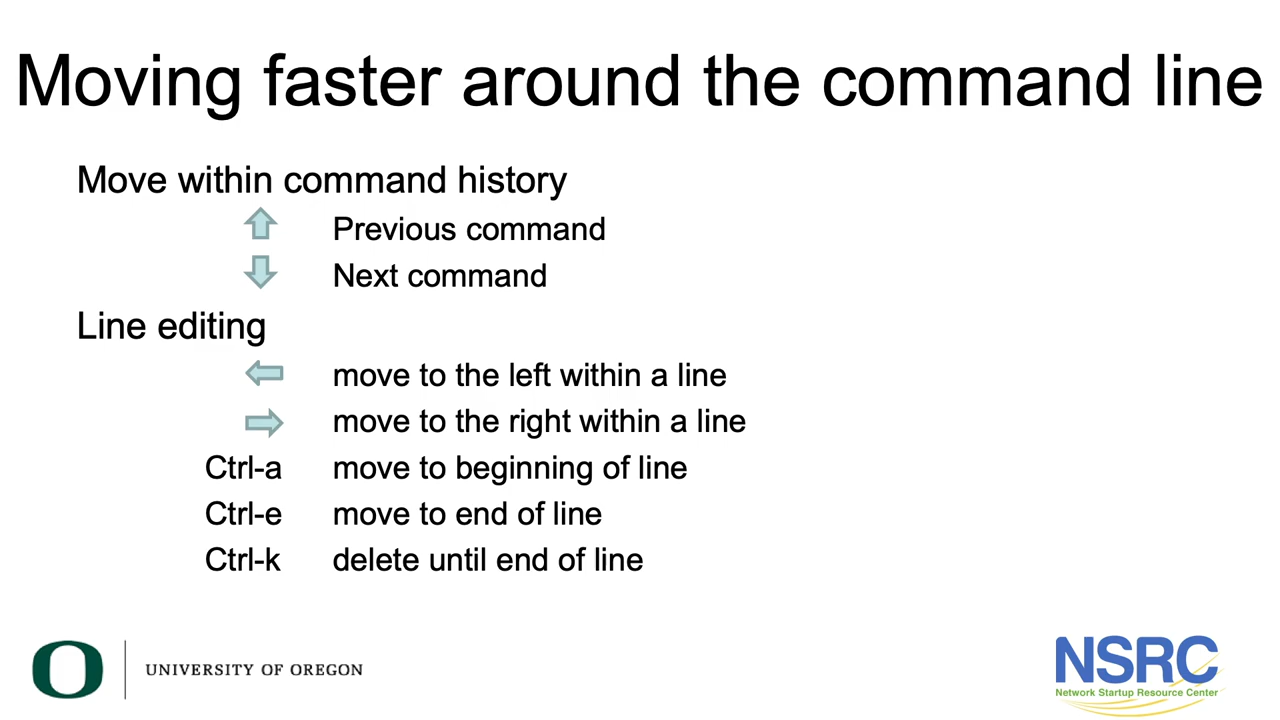 Moving faster around the command line
Move within command history
Previous command
Next command
Line editing
move to the left within a line
move to the right within a line
Ctrl-a move to beginning of line
Ctrl-e move to end of line
Ctrl-k delete until end of line
O UNIVERSITY OF OREGON
NSRC
Network Startup Resource Center